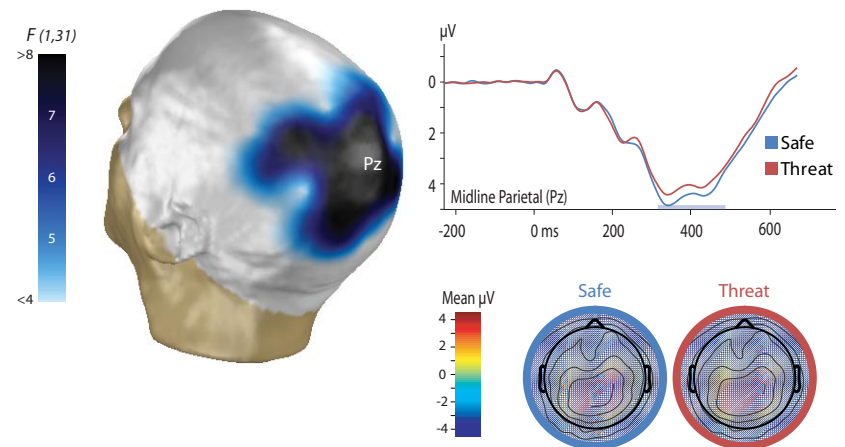 F (1,31)
>8
7
6
5
<4
Pz
µV
0
2
4
Midline Parietal (Pz)
Safe
Threat
-200
0 ms
200
400
600
Mean µV
4
2
0
-2
-4
Safe
Threat